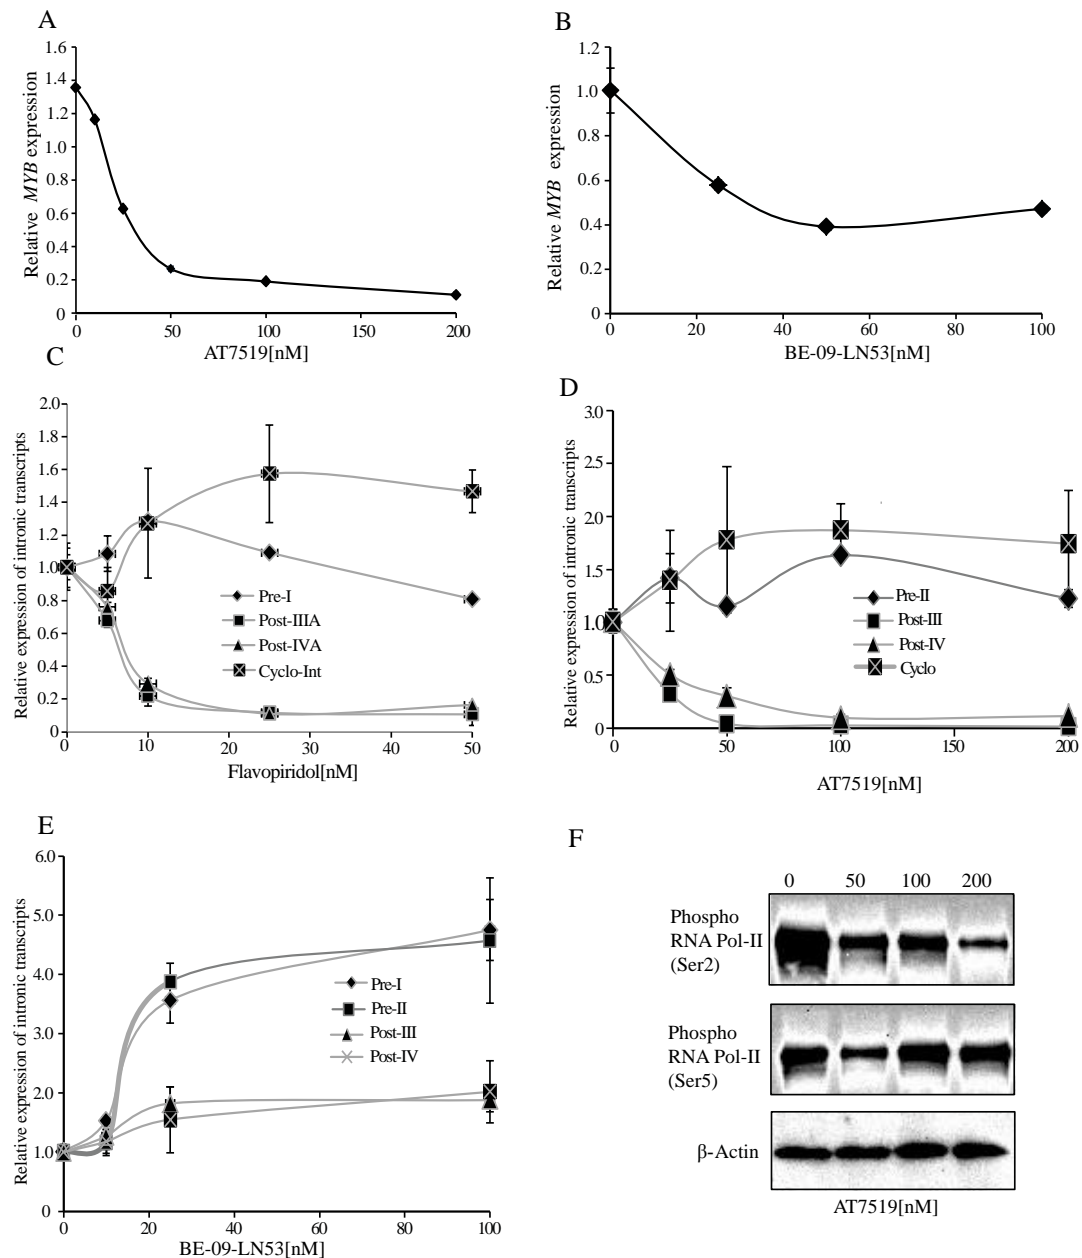 A
Relative MYB expression
1.6
1.4
1.2
1.0
0.8
0.6
0.4
0.2
0
0 50 100 150 200
AT7519[nM]
B
Relative MYB expression
1.2
1.0
0.8
0.6
0.4
0.2
0
0 20 40 60 80 100
BE-09-LN53[nM]
C
Relative expression of intronic transcripts
2.0
1.8
1.6
1.4
1.2
1.0
0.8
0.6
0.4
0.2
0
Pre-I
Post-IIIA
Post-IVA
Cyclo-Int
0 10 20 30 40 50
Flavopiridol[nM]
D
Relative expression of intronic transcripts
3.0
2.5
2.0
1.5
1.0
0.5
0
Pre-II
Post-III
Post-IV
Cyclo
0 50 100 150 200
AT7519[nM]
E
Relative expression of intronic transcripts
6.0
5.0
4.0
3.0
2.0
1.0
0
Pre-I
Pre-II
Post-III
Post-IV
0 20 40 60 80 100
BE-09-LN53[nM]
F
0 50 100 200
Phospho
RNA Pol-II
(Ser2)
Phospho
RNA Pol-II
(Ser5)
β-Actin
AT7519[nM]